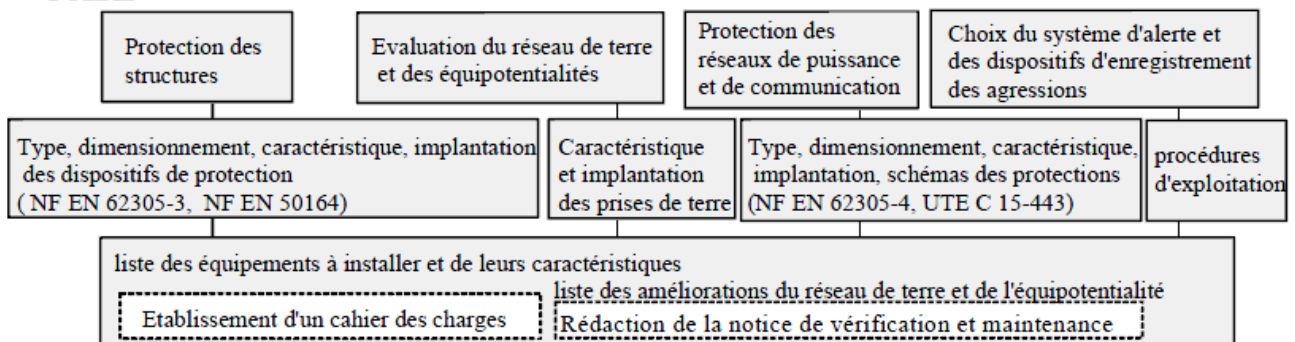 Protection des
structures
Evaluation du réseau de terre
et des équipotentialités
Protection des
réseaux de puissance
et de communication
Choix du système d'alerte et
des dispositifs d'enregistrement
des agressions
Type, dimensionnement, caractéristique, implantation
des dispositifs de protection
( NF EN 62305-3, NF EN 50164)
Caractéristique
et implantation
des prises de terre
Type, dimensionnement, caractéristique,
implantation, schémas des protections
(NF EN 62305-4, UTE C 15-443)
procédures
d'exploitation
liste des équipements à installer et de leurs caractéristiques
liste des améliorations du réseau de terre et de l'équipotentialité
Etablissement d'un cahier des charges
Rédaction de la notice de vérification et maintenance